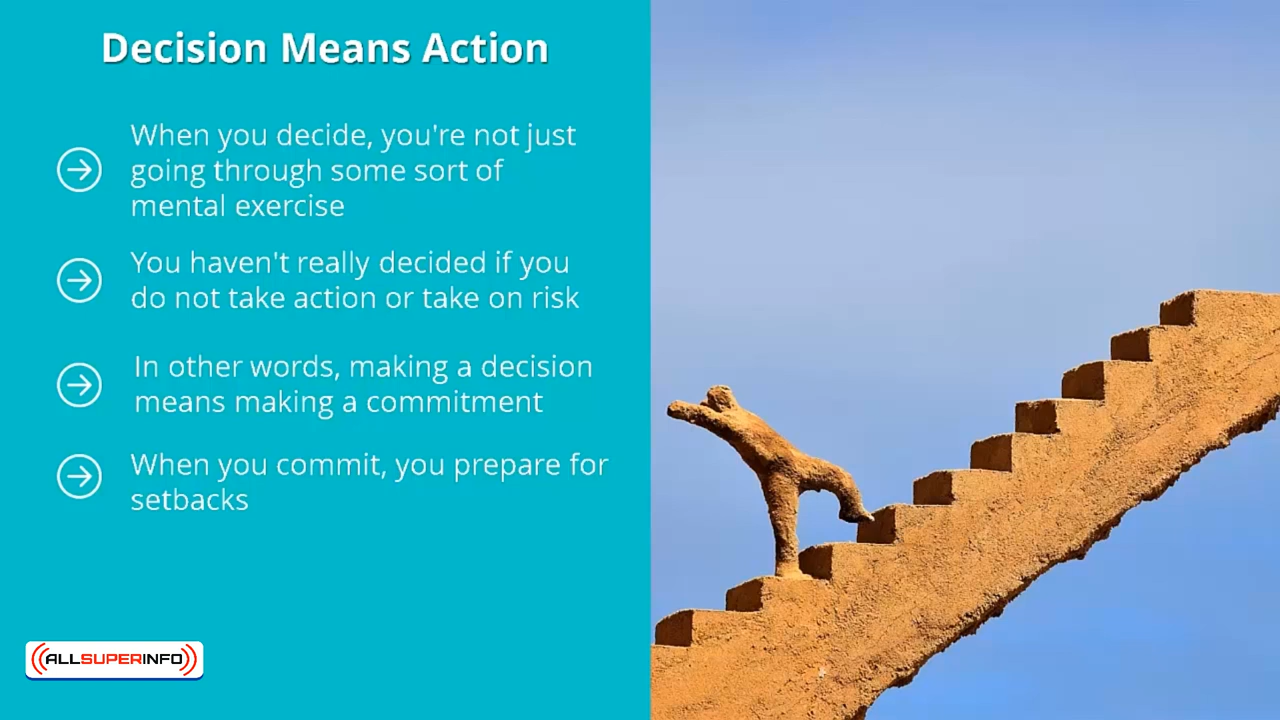 Decision Means Action
When you decide, you're not just
going through some sort of
mental exercise
You haven't really decided if you
do not take action or take on risk
In other words, making a decision
means making a commitment
When you commit, you prepare for
setbacks
ALLSUPERINFO